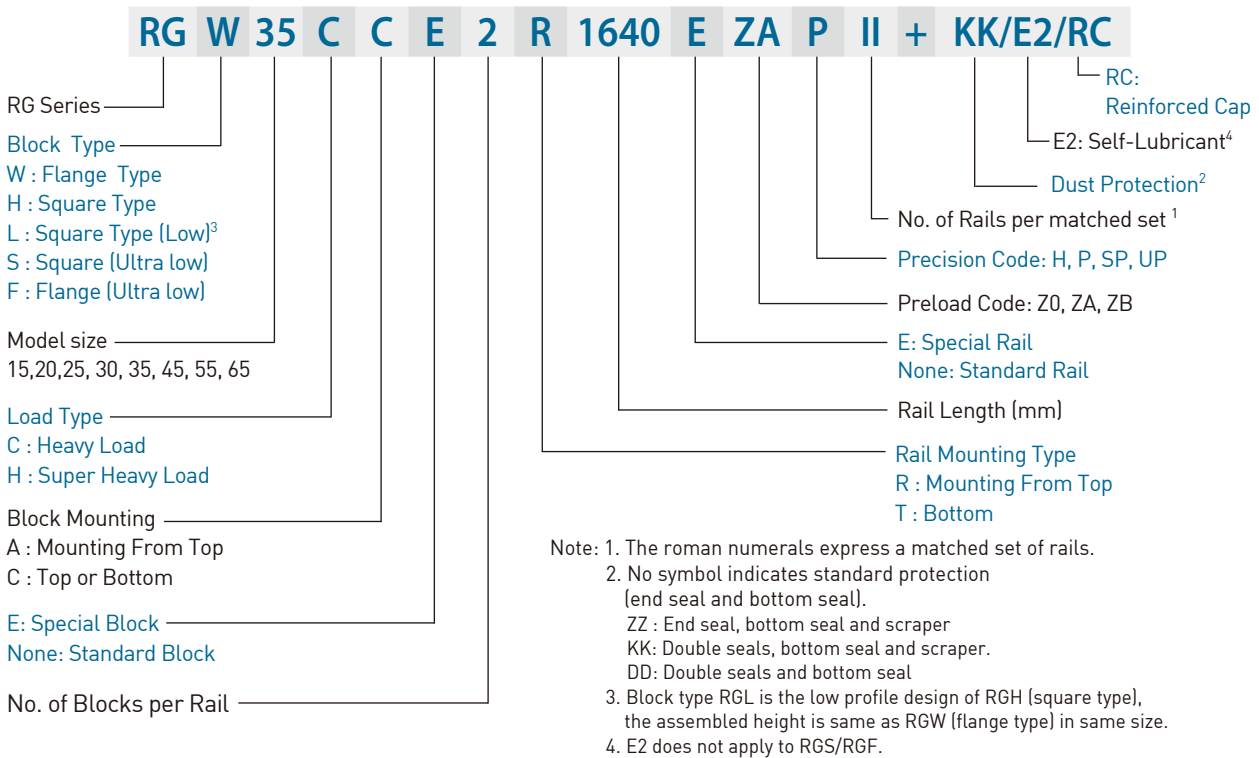 RG W 35 C C E 2 R 1640 E ZA P II + KK/E2/RC
RG Series
Block Type
W : Flange Type
H : Square Type
L : Square Type (Low)3
S : Square (Ultra low)
F : Flange (Ultra low)
Model size
15,20,25, 30, 35, 45, 55, 65
Load Type
C : Heavy Load
H : Super Heavy Load
Block Mounting
A : Mounting From Top
C : Top or Bottom
E: Special Block
None: Standard Block
No. of Blocks per Rail
RC:
Reinforced Cap
E2: Self-Lubricant4
Dust Protection2
No. of Rails per matched set 1
Precision Code: H, P, SP, UP
Preload Code: Z0, ZA, ZB
E: Special Rail
None: Standard Rail
Rail Length (mm)
Rail Mounting Type
R : Mounting From Top
T : Bottom
Note: 1. The roman numerals express a matched set of rails.
2. No symbol indicates standard protection
(end seal and bottom seal).
ZZ : End seal, bottom seal and scraper
KK: Double seals, bottom seal and scraper.
DD: Double seals and bottom seal
3. Block type RGL is the low profile design of RGH (square type),
the assembled height is same as RGW (flange type) in same size.
4. E2 does not apply to RGS/RGF.